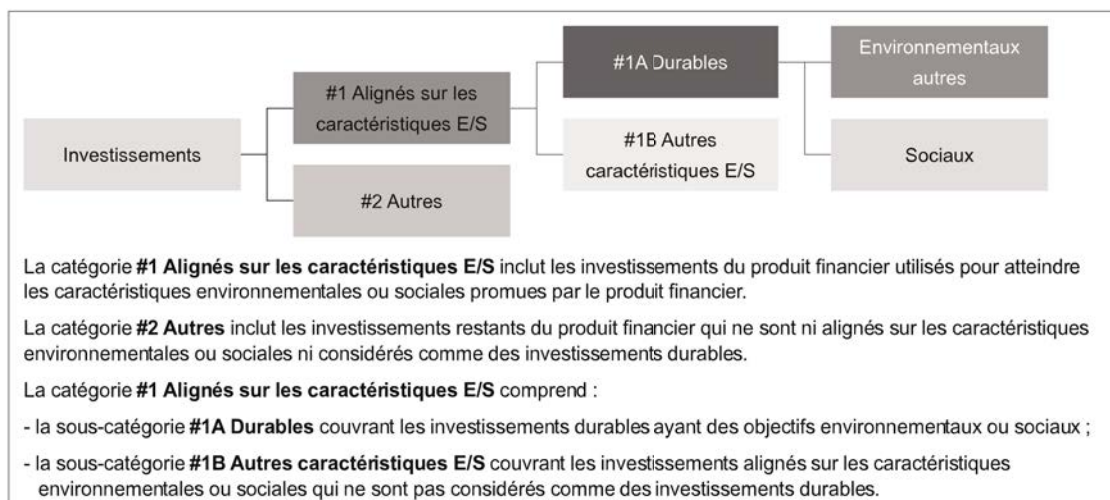 #1A Durables
Environnementaux
autres
#1 Alignés sur les
caractéristiques E/S
Investissements
#1B Autres
caractéristiques E/S
Sociaux
#2 Autres
La catégorie #1 Alignés sur les caractéristiques E/S inclut les investissements du produit financier utilisés pour atteindre
les caractéristiques environnementales ou sociales promues par le produit financier.
La catégorie #2 Autres inclut les investissements restants du produit financier qui ne sont ni alignés sur les caractéristiques
environnementales ou sociales ni considérés comme des investissements durables.
La catégorie #1 Alignés sur les caractéristiques E/S comprend :
- la sous-catégorie #1A Durables couvrant les investissements durables ayant des objectifs environnementaux ou sociaux ;
- la sous-catégorie #1B Autres caractéristiques E/S couvrant les investissements alignés sur les caractéristiques
environnementales ou sociales qui ne sont pas considérés comme des investissements durables.